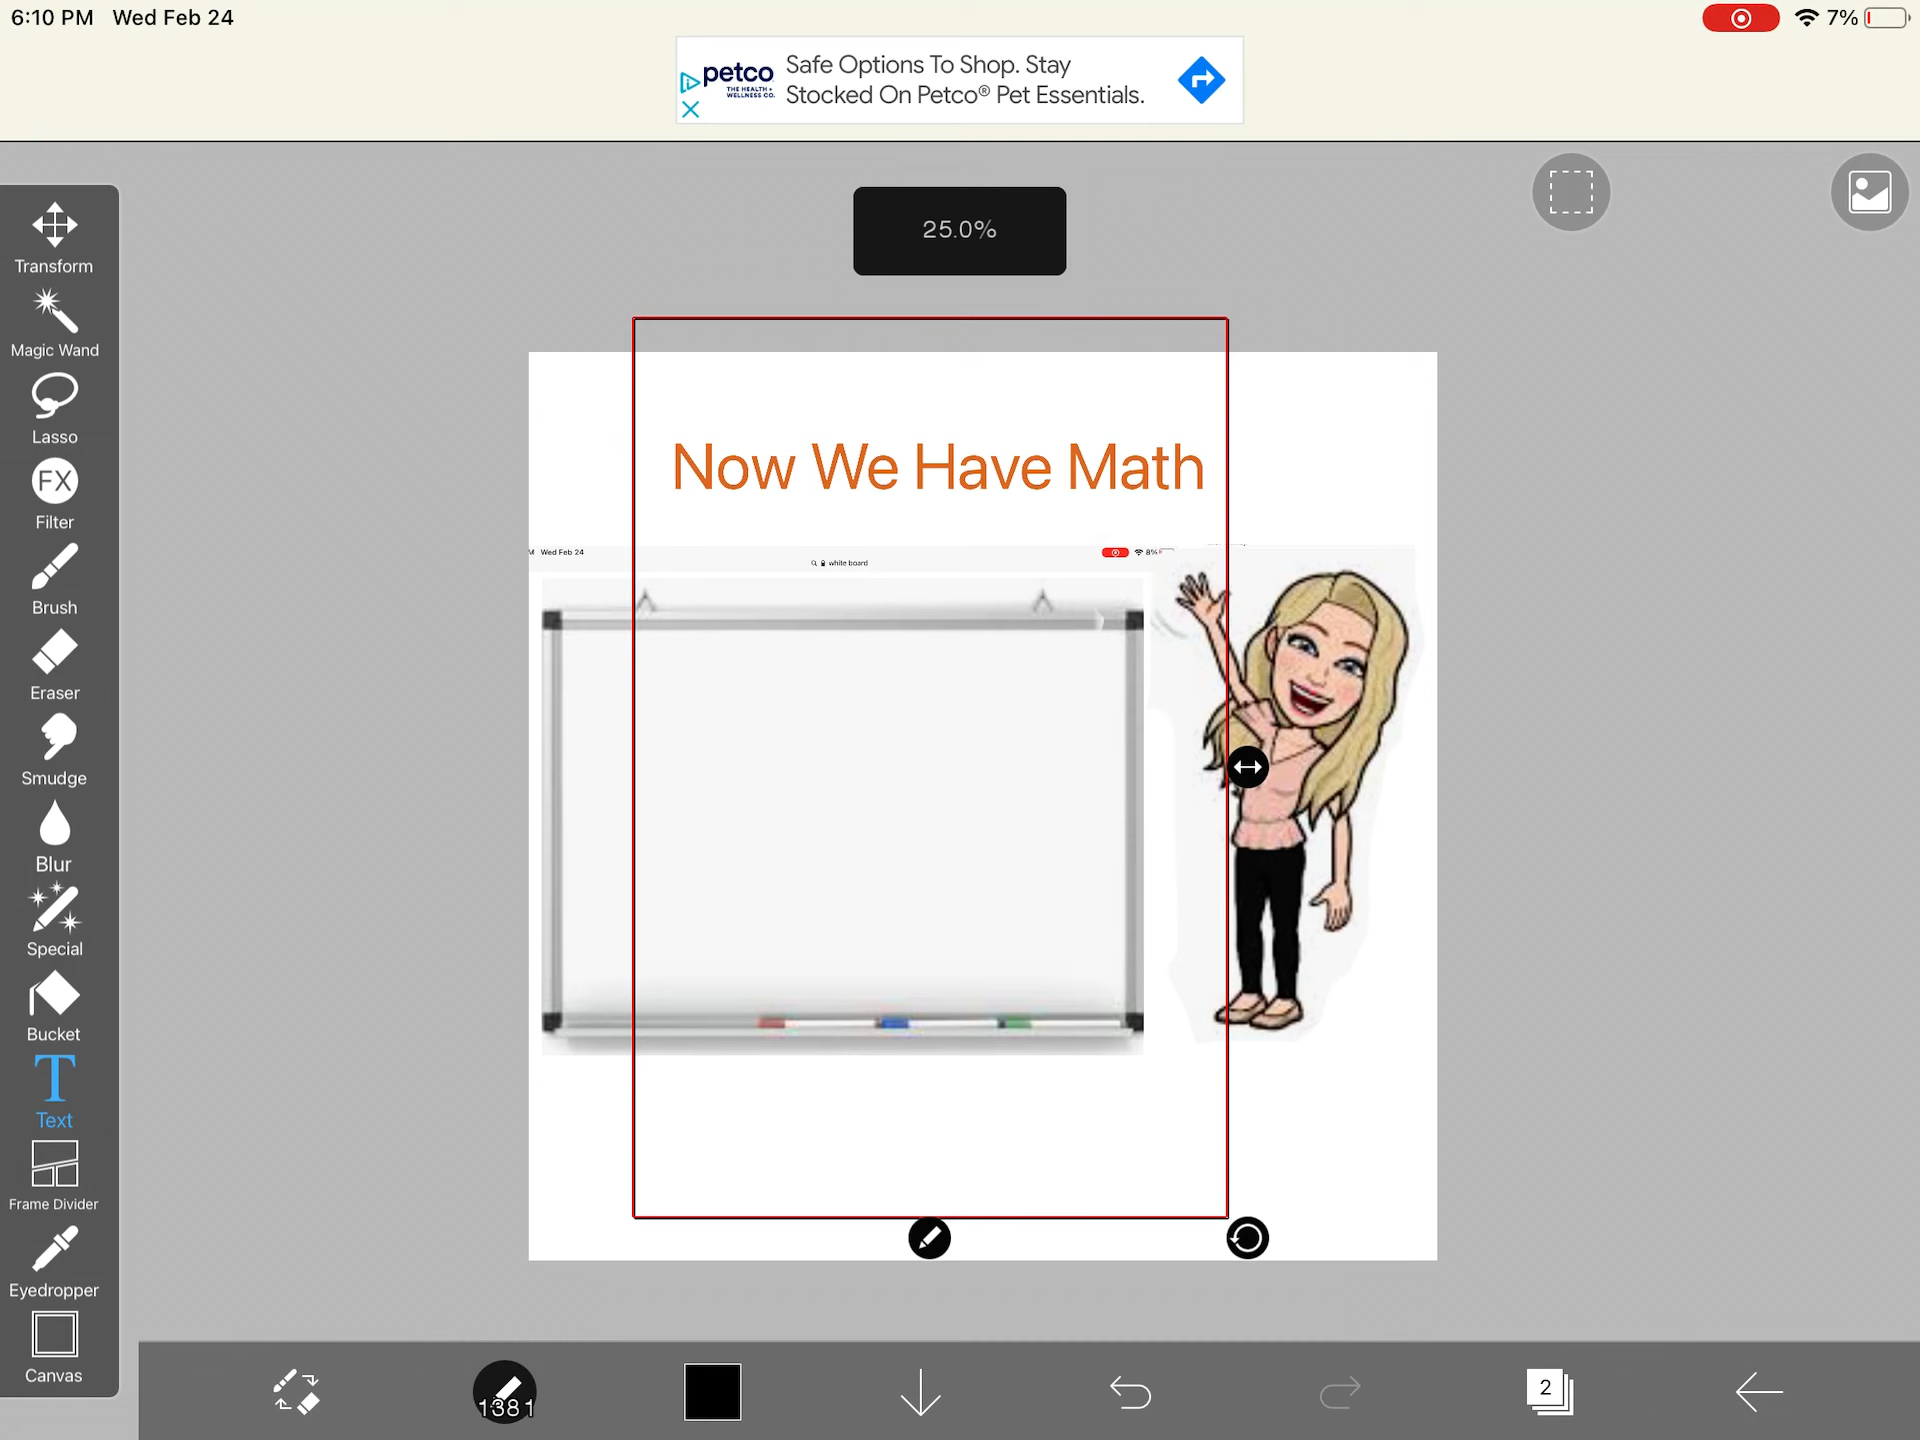 6:10 PM Wed Feb 24
7%
petco
THE HEALTH +
WELLNESS CO.
Safe Options To Shop. Stay
Stocked On Petco® Pet Essentials.
25.0%
Transform
Magic Wand
Lasso
FX
Filter
Brush
Eraser
Smudge
Blur
Special
Bucket
T
Text
Frame Divider
Eyedropper
Canvas
Now We Have Math
M Wed Feb 24
8%
white board
1381
2